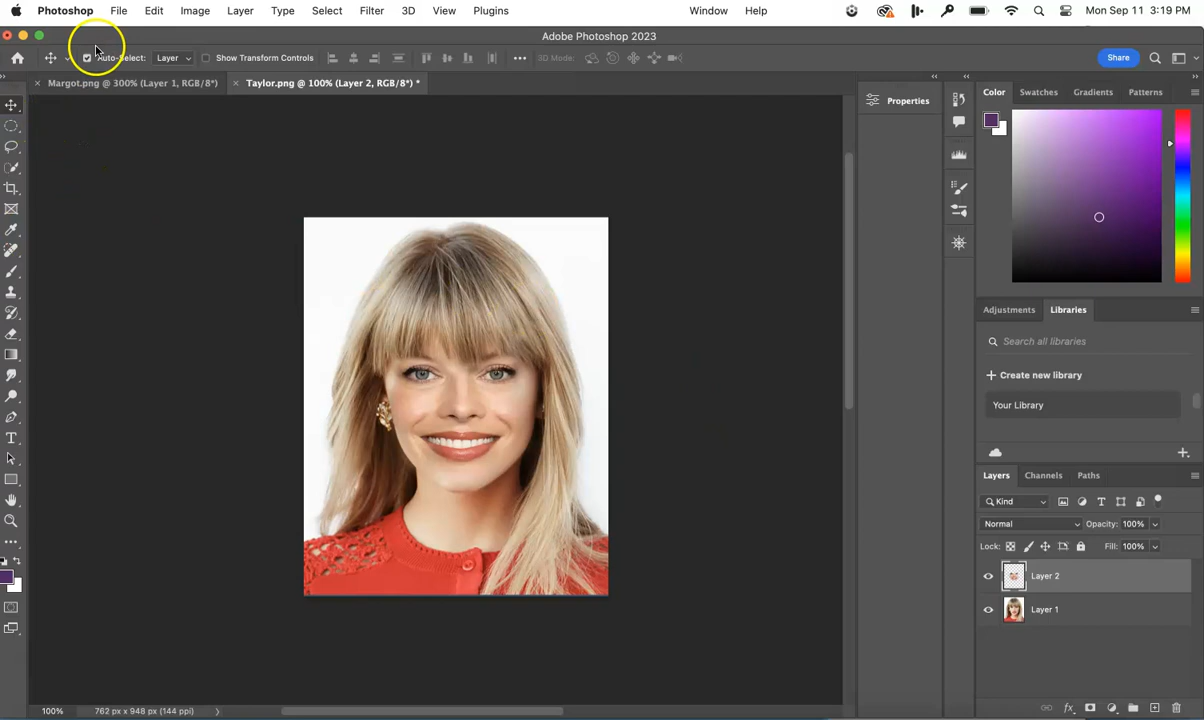 Photoshop File Edit Image Layer Type Select Filter 3D View Plugins Window Help Mon Sep 11 3:19 PM
Adobe Photoshop 2023
Auto-Select: Layer Show Transform Controls 3D Mode: Share
Margot.png @ 300% (Layer 1, RGB/8*) Taylor.png @ 100% (Layer 2, RGB/8*) *
Properties
Color Swatches Gradients Patterns
Adjustments Libraries
Search all libraries
Create new library
Your Library
Layers Channels Paths
Kind
Normal Opacity: 100%
Lock: Fill: 100%
Layer 2
Layer 1
100% 762 px x 948 px (144 ppi)